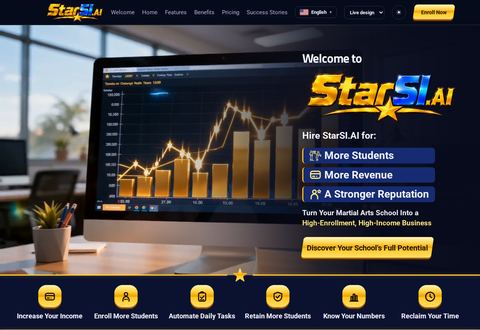 StarSI.AI
Welcome
Home
Features
Benefits
Pricing
Success Stories
English
Live design
Enroll Now
Welcome to
StarSI.AI
Hire StarSI.AI for:
More Students
More Revenue
A Stronger Reputation
Turn Your Martial Arts School Into a
High-Enrollment, High-Income Business
Discover Your School's Full Potential
Increase Your Income
Enroll More Students
Automate Daily Tasks
Retain More Students
Know Your Numbers
Reclaim Your Time